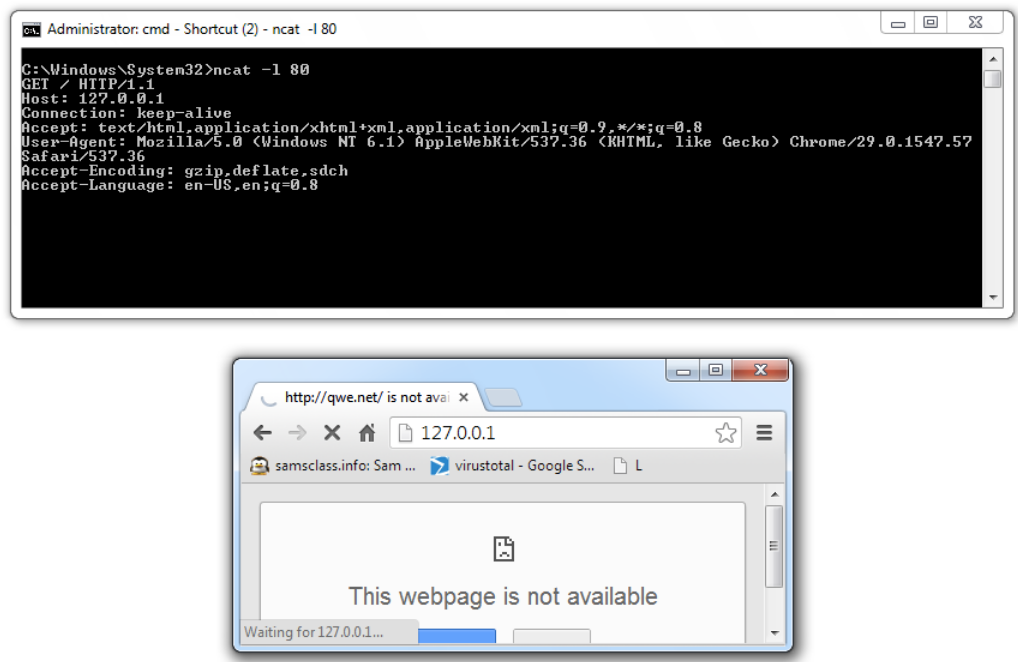 Administrator: cmd - Shortcut (2) - ncat -l 80
C:\Windows\System32>ncat -l 80
GET / HTTP/1.1
Host: 127.0.0.1
Connection: keep-alive
Accept: text/html,application/xhtml+xml,application/xml;q=0.9,*/*;q=0.8
User-Agent: Mozilla/5.0 (Windows NT 6.1) AppleWebKit/537.36 (KHTML, like Gecko) Chrome/29.0.1547.57
Safari/537.36
Accept-Encoding: gzip,deflate,sdch
Accept-Language: en-US,en;q=0.8
http://qwe.net/ is not avai
127.0.0.1
samsclass.info: Sam ... virustotal - Google S... L
This webpage is not available
Waiting for 127.0.0.1...